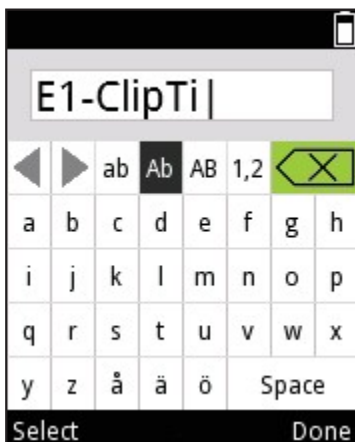 E1-ClipTi
ab Ab AB 1,2
a b c d e f g h
i j k l m n o p
q r s t u v w x
y z å ä ö Space
Select Done